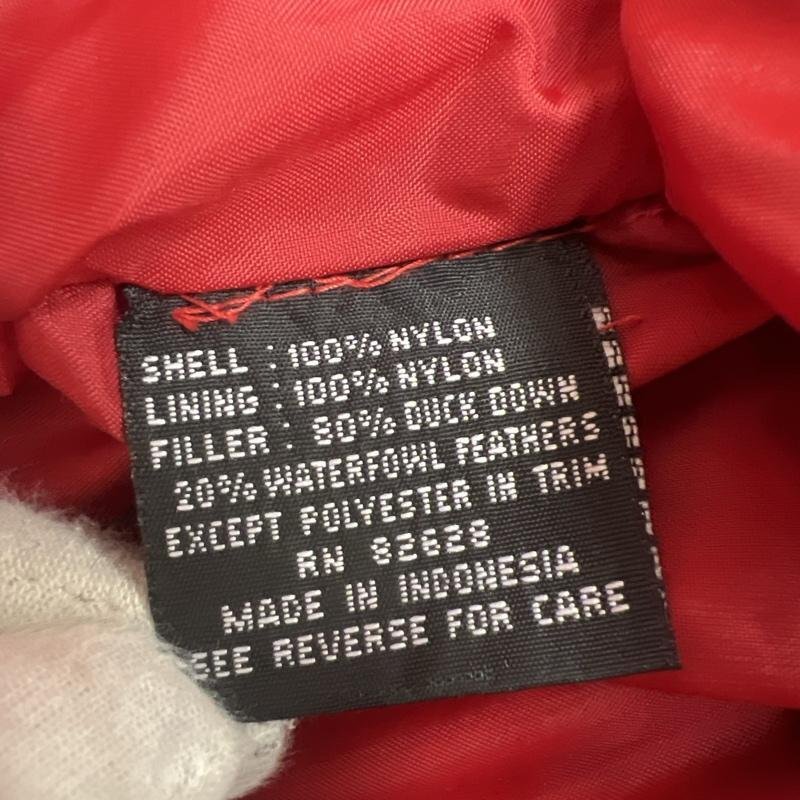 SHELL : 100% NYLON
LINING : 100% NYLON
FILLER : 80% DUCK DOWN
20% WATERFOWL FEATHERS
EXCEPT POLYESTER IN TRIM
RN 82628
MADE IN INDONESIA
SEE REVERSE FOR CARE